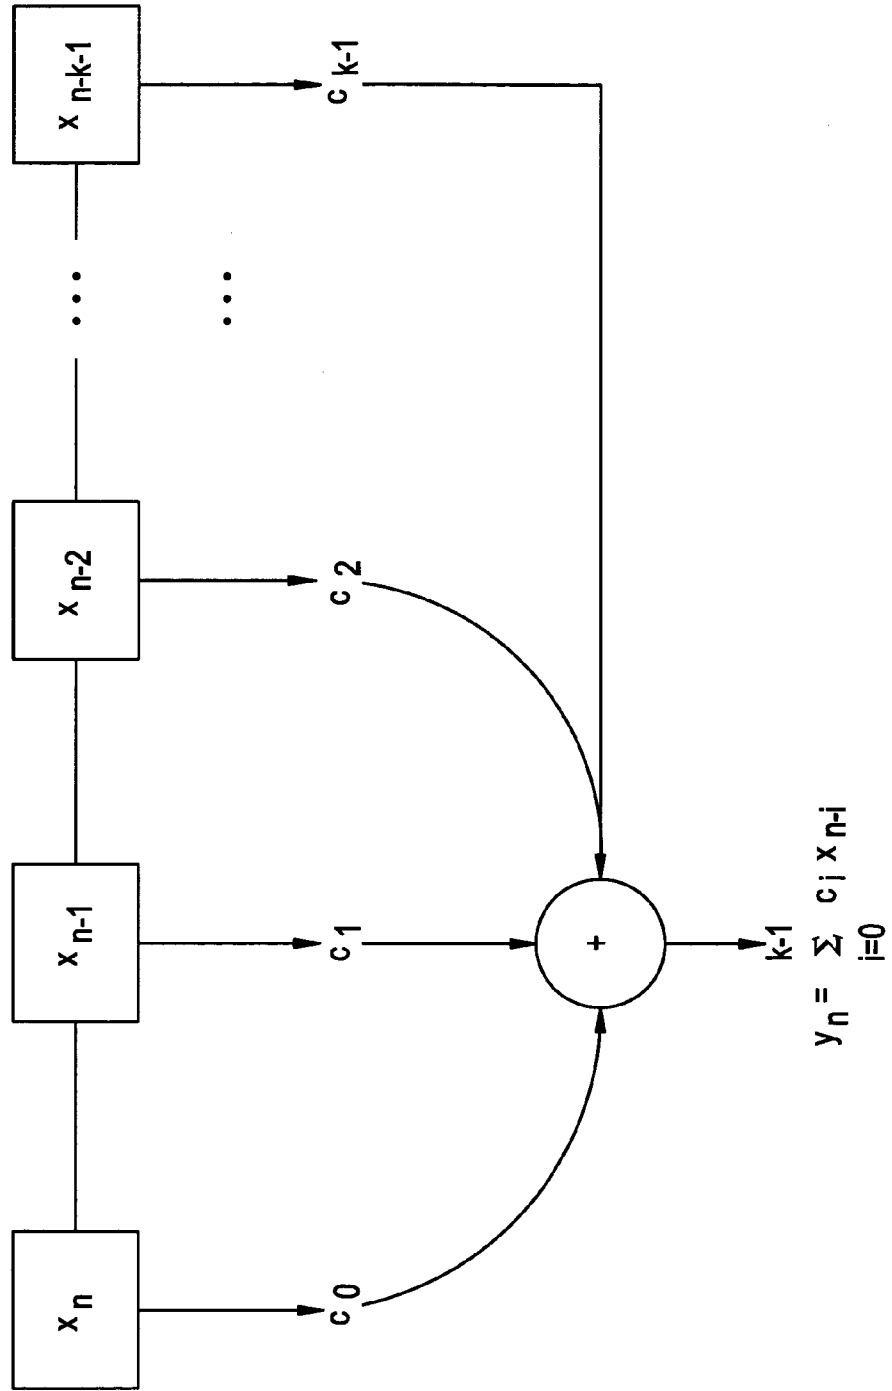 x n
x n-1
x n-2
...
x n-k-1
c 0
c 1
c 2
...
c k-1
+
k-1
y n = Σ c i x n-i
i=0